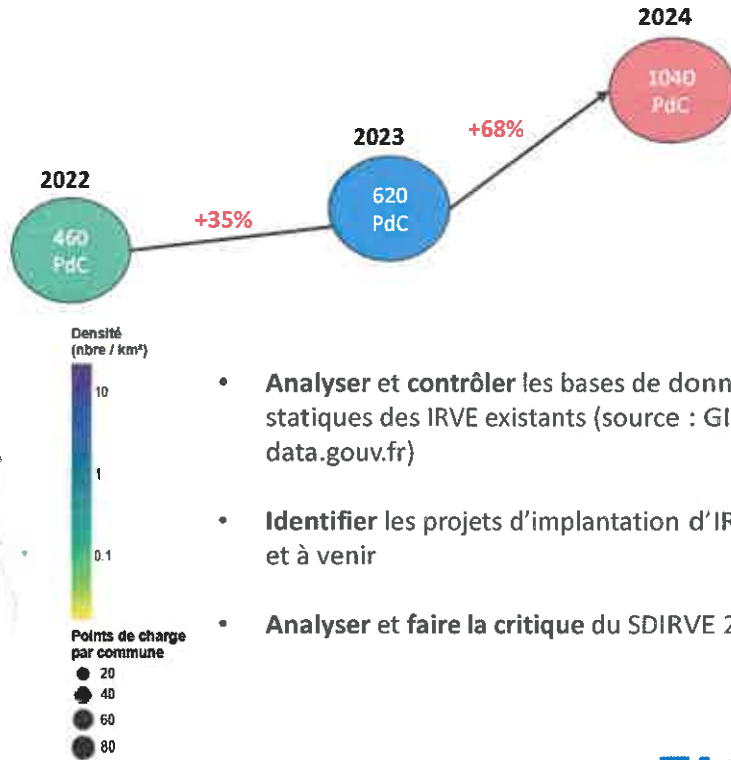 2024
1040
PdC
+68%
2023
620
PdC
2022
+35%
460
PdC
Densité
(nbre / km²)
10
1
0.1
Points de charge
par commune
20
40
60
80
• Analyser et contrôler les bases de donn
statiques des IRVE existants (source : GI
data.gouv.fr)
• Identifier les projets d'implantation d'IR
et à venir
• Analyser et faire la critique du SDIRVE 2